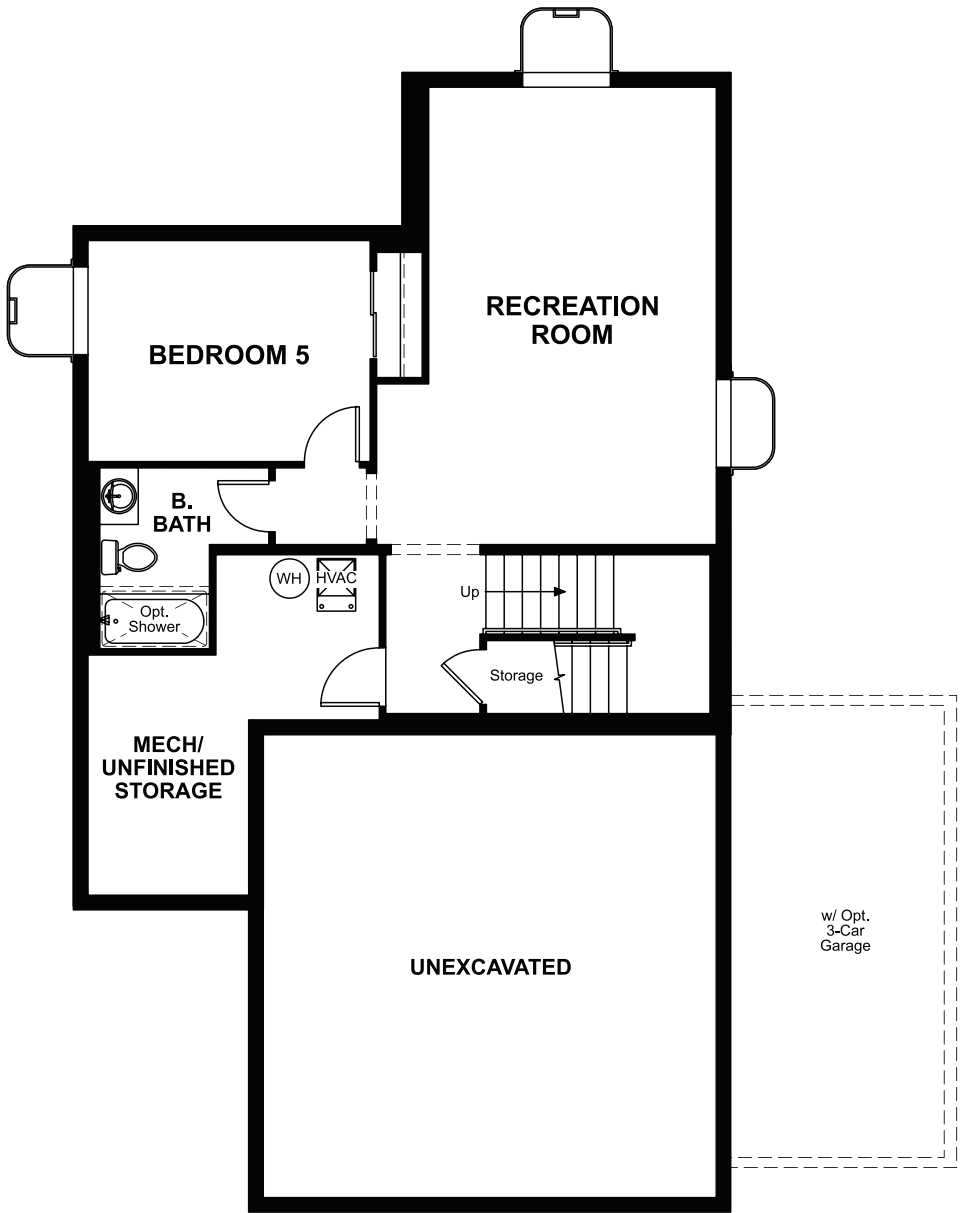 RECREATION
ROOM
BEDROOM 5
B.
BATH
WH
HVAC
Up
Opt.
Shower
Storage
MECH/
UNFINISHED
STORAGE
w/ Opt.
3-Car
Garage
UNEXCAVATED